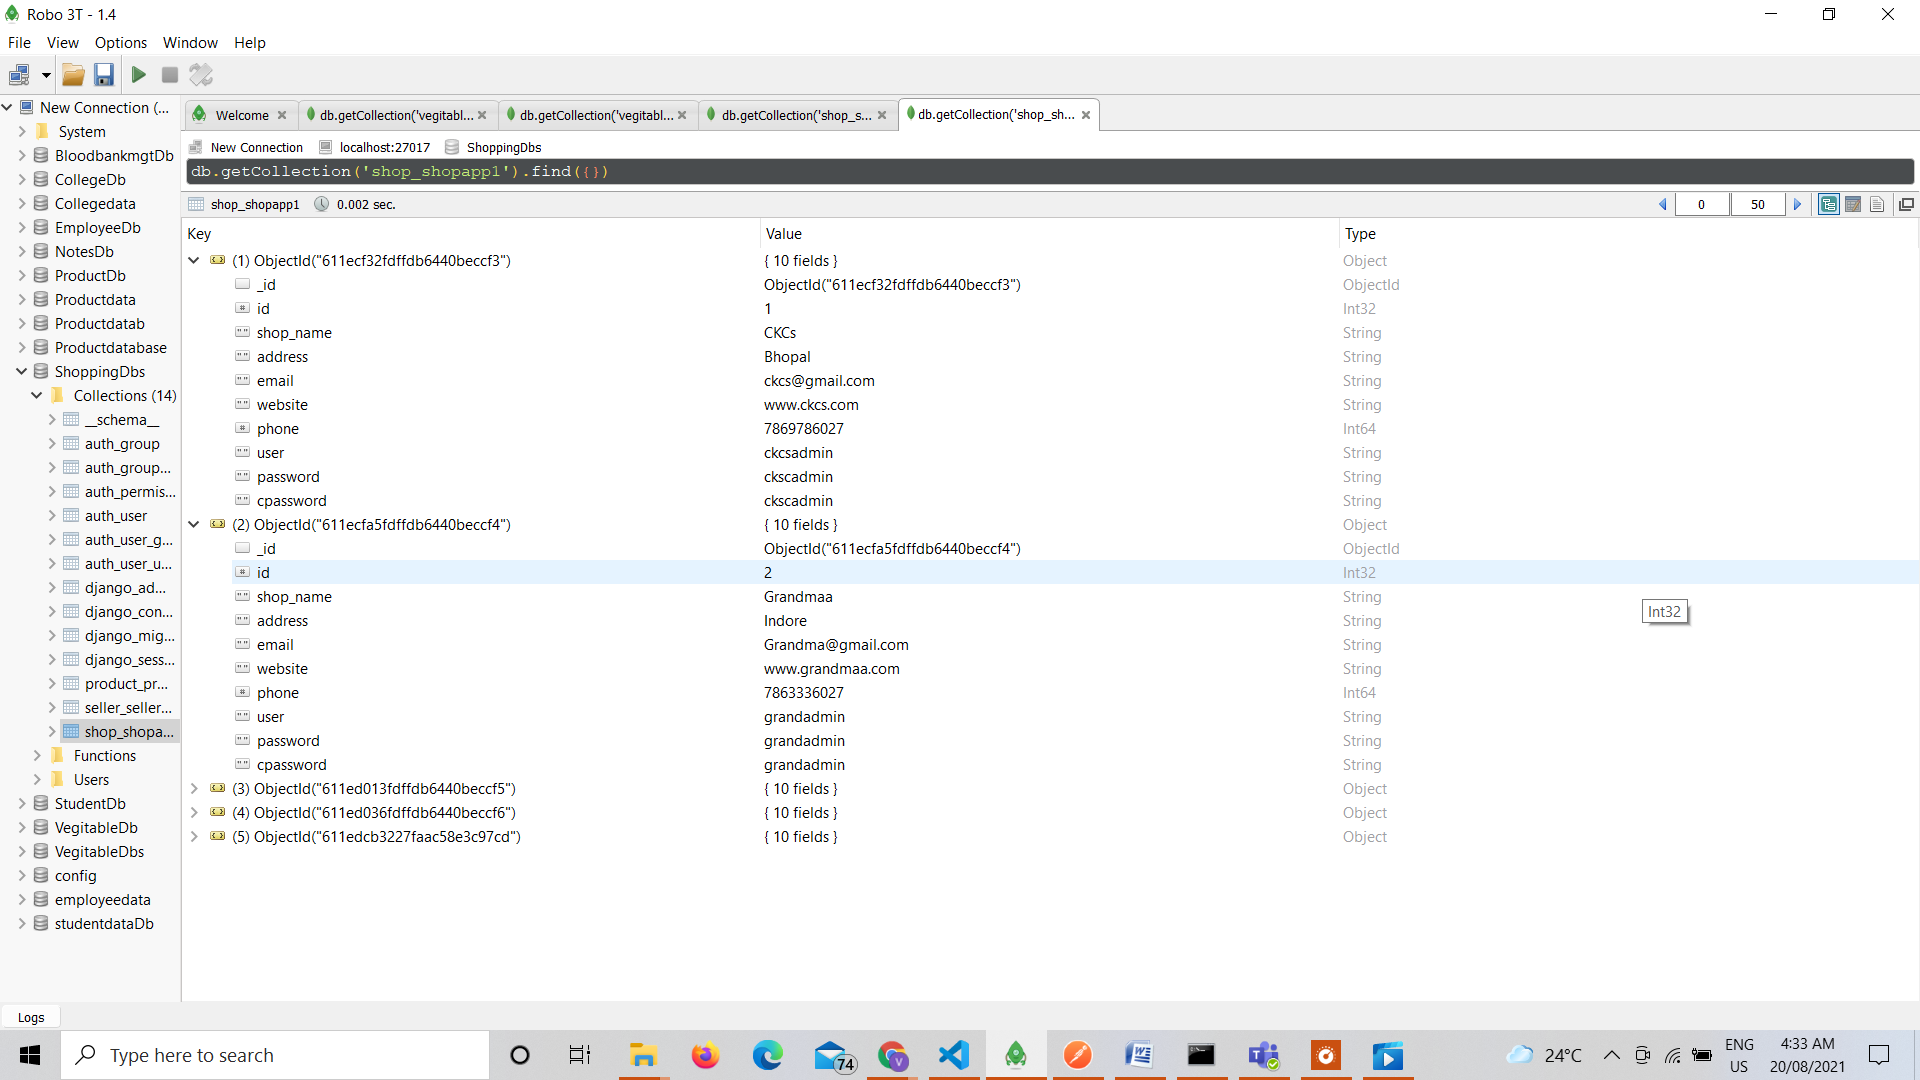 Robo 3T - 1.4
File View Options Window Help
New Connection (...
System
BloodbankmgtDb
CollegeDb
Collegedata
EmployeeDb
NotesDb
ProductDb
Productdata
Productdatab
Productdatabase
ShoppingDbs
Collections (14)
__schema__
auth_group
auth_group...
auth_permis...
auth_user
auth_user_g...
auth_user_u...
django_ad...
django_con...
django_mig...
django_sess...
product_pr...
seller_seller...
shop_shopa...
Functions
Users
StudentDb
VegitableDb
VegitableDbs
config
employeedata
studentdataDb
Welcome db.getCollection('vegitabl... db.getCollection('vegitabl... db.getCollection('shop_s... db.getCollection('shop_sh...
New Connection localhost:27017 ShoppingDbs
db.getCollection('shop_shopapp1').find({})
shop_shopapp1 0.002 sec. 0 50
Key Value Type
(1) ObjectId("611ecf32fdffdb6440beccf3") { 10 fields } Object
_id ObjectId("611ecf32fdffdb6440beccf3") ObjectId
id 1 Int32
shop_name CKCs String
address Bhopal String
email ckcs@gmail.com String
website www.ckcs.com String
phone 7869786027 Int64
user ckcsadmin String
password ckscadmin String
cpassword ckscadmin String
(2) ObjectId("611ecfa5fdffdb6440beccf4") { 10 fields } Object
_id ObjectId("611ecfa5fdffdb6440beccf4") ObjectId
id 2 Int32
shop_name Grandmaa String
Int32
address Indore String
email Grandma@gmail.com String
website www.grandmaa.com String
phone 7863336027 Int64
user grandadmin String
password grandadmin String
cpassword grandadmin String
(3) ObjectId("611ed013fdffdb6440beccf5") { 10 fields } Object
(4) ObjectId("611ed036fdffdb6440beccf6") { 10 fields } Object
(5) ObjectId("611edcb3227faac58e3c97cd") { 10 fields } Object
Logs
Type here to search 74 V 24°C ENG US 4:33 AM 20/08/2021